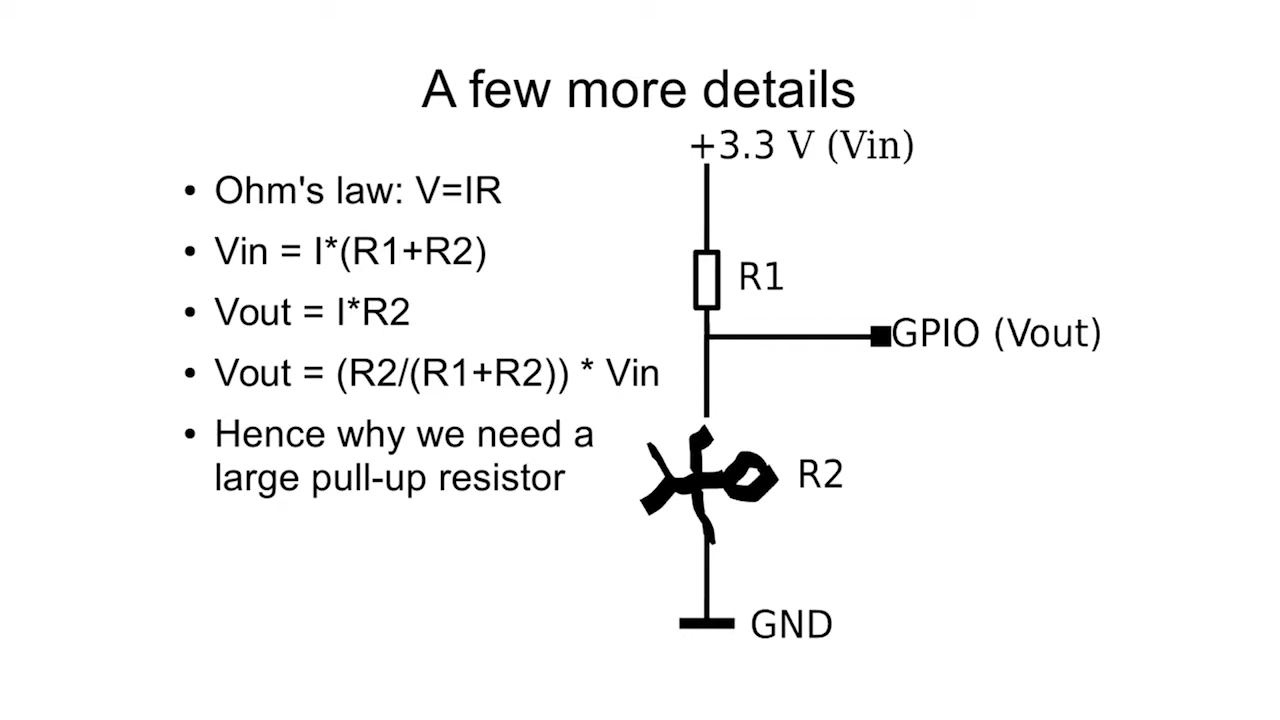 A few more details
• Ohm's law: V=IR
• Vin = I*(R1+R2)
• Vout = I*R2
• Vout = (R2/(R1+R2)) * Vin
• Hence why we need a
large pull-up resistor
+3.3 V (Vin)
R1
GPIO (Vout)
R2
GND